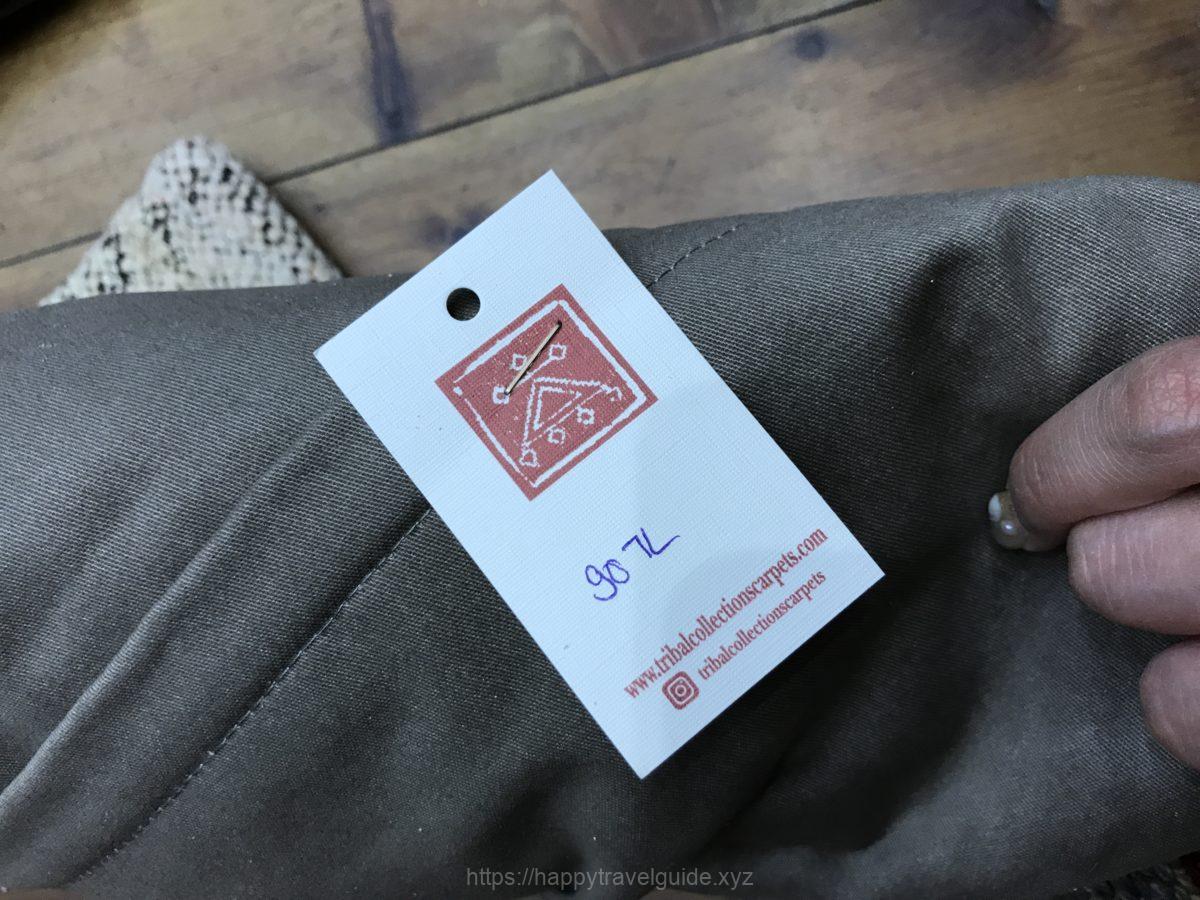 90 TL
www.tribalcollectionscarpets.com
tribalcollectionscarpets
https://happytravelguide.xyz